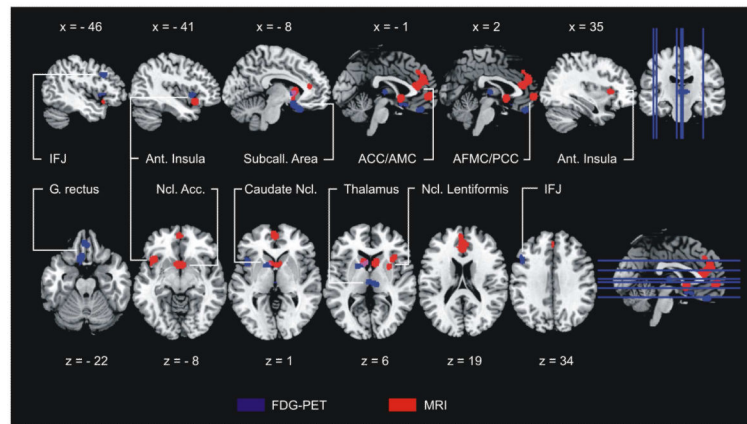 x = - 46 x = - 41 x = - 8 x = - 1 x = 2 x = 35
IFJ Ant. Insula Subcall. Area ACC/AMC AFMC/PCC Ant. Insula
G. rectus Ncl. Acc. Caudate Ncl. Thalamus Ncl. Lentiformis IFJ
z = - 22 z = - 8 z = 1 z = 6 z = 19 z = 34
FDG-PET MRI